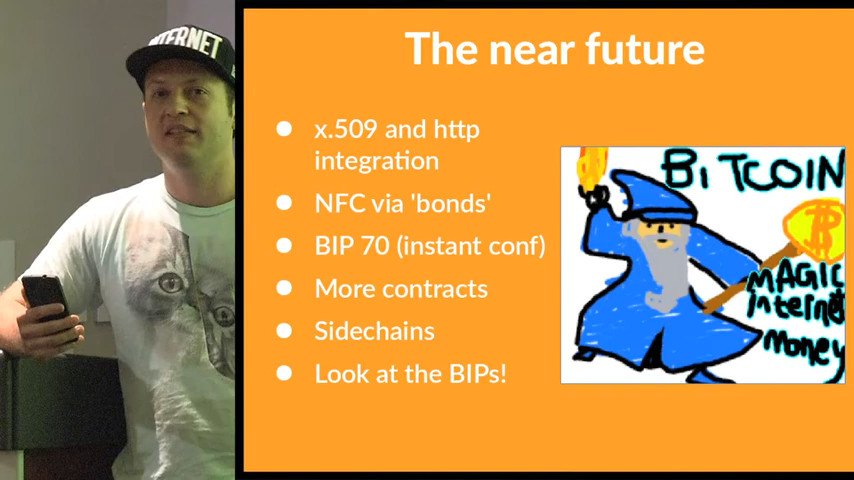 INTERNET
The near future
x.509 and http
integration
NFC via 'bonds'
BIP 70 (instant conf)
More contracts
Sidechains
Look at the BIPs!
BiTCOIN
MAGIC
internet
Money